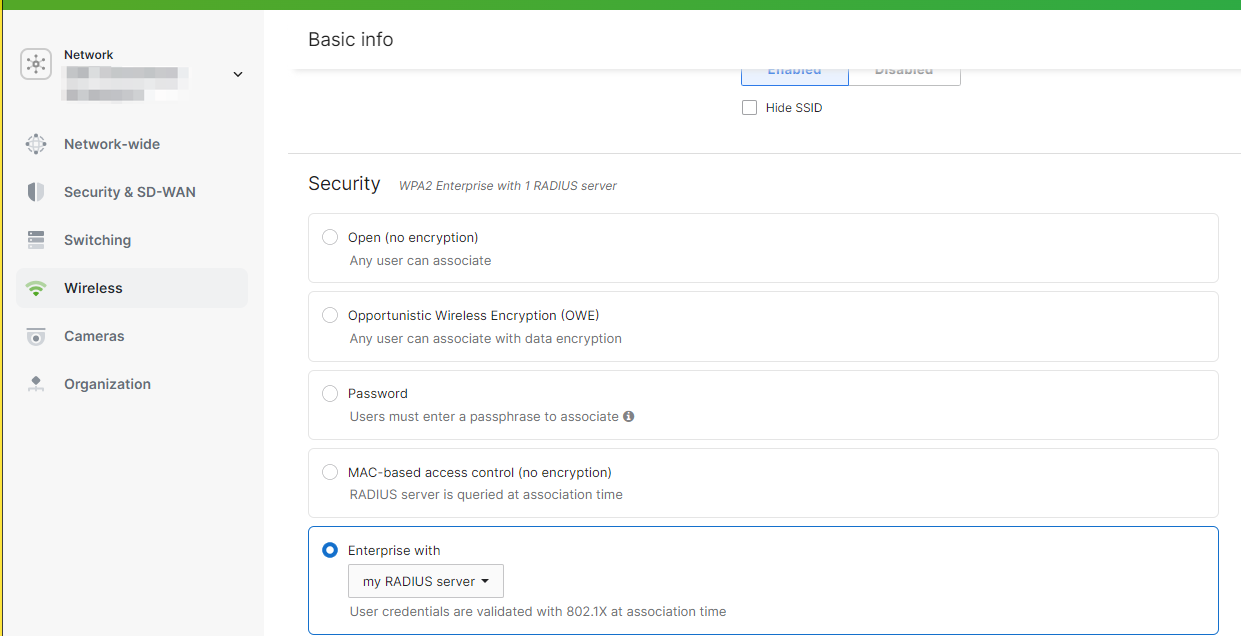 Network
Network-wide
Security & SD-WAN
Switching
Wireless
Cameras
Organization
Basic info
Enabled
Disabled
Hide SSID
Security
WPA2 Enterprise with 1 RADIUS server
Open (no encryption)
Any user can associate
Opportunistic Wireless Encryption (OWE)
Any user can associate with data encryption
Password
Users must enter a passphrase to associate
MAC-based access control (no encryption)
RADIUS server is queried at association time
Enterprise with
my RADIUS server
User credentials are validated with 802.1X at association time